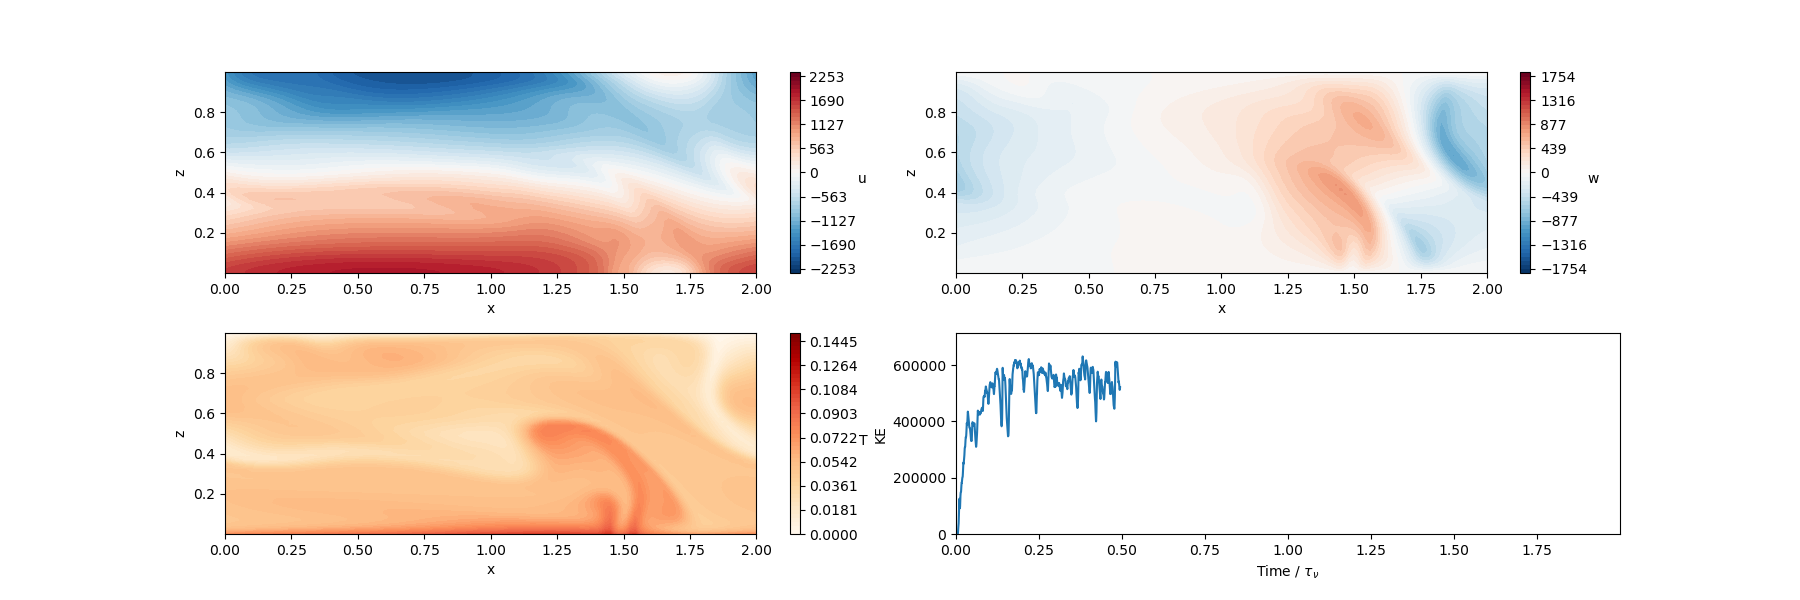 0.8
0.6
0.4
0.2
z
0.00 0.25 0.50 0.75 1.00 1.25 1.50 1.75 2.00
x
2253
1690
1127
563
0
−563
−1127
−1690
−2253
u
0.8
0.6
0.4
0.2
z
0.00 0.25 0.50 0.75 1.00 1.25 1.50 1.75 2.00
x
1754
1316
877
439
0
−439
−877
−1316
−1754
w
0.8
0.6
0.4
0.2
z
0.00 0.25 0.50 0.75 1.00 1.25 1.50 1.75 2.00
x
0.1445
0.1264
0.1084
0.0903
0.0722
0.0542
0.0361
0.0181
0.0000
T
KE
600000
400000
200000
0
0.00 0.25 0.50 0.75 1.00 1.25 1.50 1.75
Time / τν